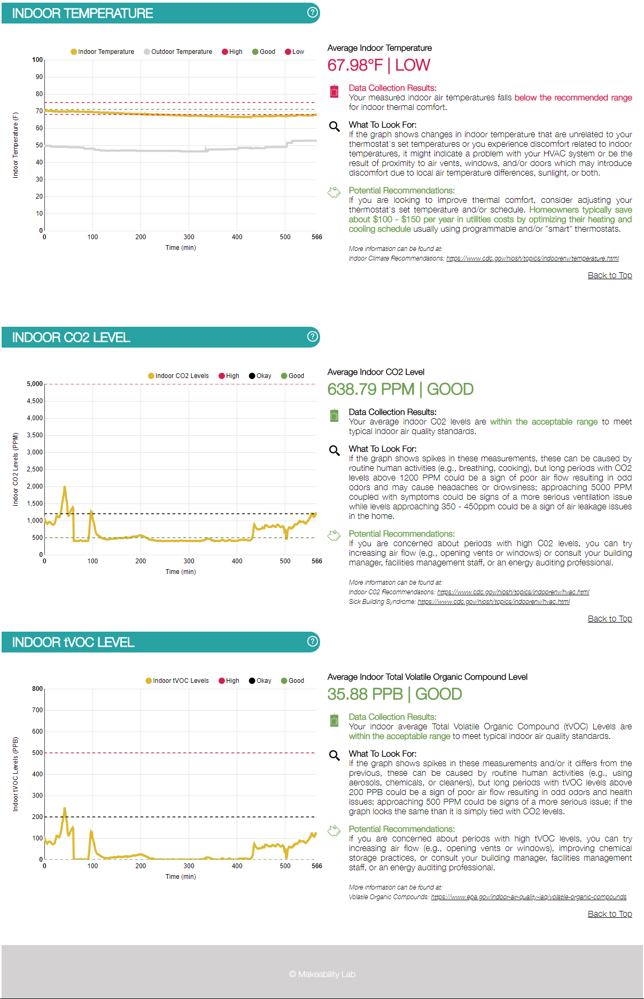 INDOOR TEMPERATURE
?
Indoor Temperature Outdoor Temperature High Good Low
100
90
80
70
60
50
40
30
20
10
0
Indoor Temperature (F)
0 100 200 300 400 500 566
Time (min)
Average Indoor Temperature
67.98°F | LOW
Data Collection Results:
Your measured indoor air temperatures falls below the recommended range
for indoor thermal comfort.
What To Look For:
If the graph shows changes in indoor temperature that are unrelated to your
thermostat's set temperatures or you experience discomfort related to indoor
temperatures, it might indicate a problem with your HVAC system or be the
result of proximity to air vents, windows, and/or doors which may introduce
discomfort due to local air temperature differences, sunlight, or both.
Potential Recommendations:
If you are looking to improve thermal comfort, consider adjusting your
thermostat's set temperature and/or schedule. Homeowners typically save
about $100 - $150 per year in utilities costs by optimizing their heating and
cooling schedule usually using programmable and/or "smart" thermostats.
More information can be found at:
Indoor Climate Recommendations: https://www.cdc.gov/niosh/topics/indoorenv/temperature.html
Back to Top
INDOOR CO2 LEVEL
?
Indoor CO2 Levels High Okay Good
5,000
4,500
4,000
3,500
3,000
2,500
2,000
1,500
1,000
500
0
Indoor CO2 Levels (PPM)
0 100 200 300 400 500 566
Time (min)
Average Indoor CO2 Level
638.79 PPM | GOOD
Data Collection Results:
Your average indoor C02 levels are within the acceptable range to meet
typical indoor air quality standards.
What To Look For:
If the graph shows spikes in these measurements, these can be caused by
routine human activities (e.g., breathing, cooking), but long periods with CO2
levels above 1200 PPM could be a sign of poor air flow resulting in odd
odors and may cause headaches or drowsiness; approaching 5000 PPM
coupled with symptoms could be signs of a more serious ventilation issue
while levels approaching 350 - 450ppm could be a sign of air leakage issues
in the home.
Potential Recommendations:
If you are concerned about periods with high C02 levels, you can try
increasing air flow (e.g., opening vents or windows) or consult your building
manager, facilities management staff, or an energy auditing professional.
More information can be found at:
Indoor C02 Recommendations: https://www.cdc.gov/niosh/topics/indoorenv/hvac.html
Sick Building Syndrome: https://www.cdc.gov/niosh/topics/indoorenv/hvac.html
Back to Top
INDOOR tVOC LEVEL
?
Indoor tVOC Levels High Okay Good
800
700
600
500
400
300
200
100
0
Indoor tVOC Levels (PPB)
0 100 200 300 400 500 566
Time (min)
Average Indoor Total Volatile Organic Compound Level
35.88 PPB | GOOD
Data Collection Results:
Your indoor average Total Volatile Organic Compound (tVOC) Levels are
within the acceptable range to meet typical indoor air quality standards.
What To Look For:
If the graph shows spikes in these measurements and/or it differs from the
previous, these can be caused by routine human activities (e.g., using
aerosols, chemicals, or cleaners), but long periods with tVOC levels above
200 PPB could be a sign of poor air flow resulting in odd odors and health
issues; approaching 500 PPM could be signs of a more serious issue; if the
graph looks the same than it is simply tied with CO2 levels.
Potential Recommendations:
If you are concerned about periods with high tVOC levels, you can try
increasing air flow (e.g., opening vents or windows), improving chemical
storage practices, or consult your building manager, facilities management
staff, or an energy auditing professional.
More information can be found at:
Volatile Organic Compounds: https://www.epa.gov/indoor-air-quality-iaq/volatile-organic-compounds
Back to Top
© Makeability Lab